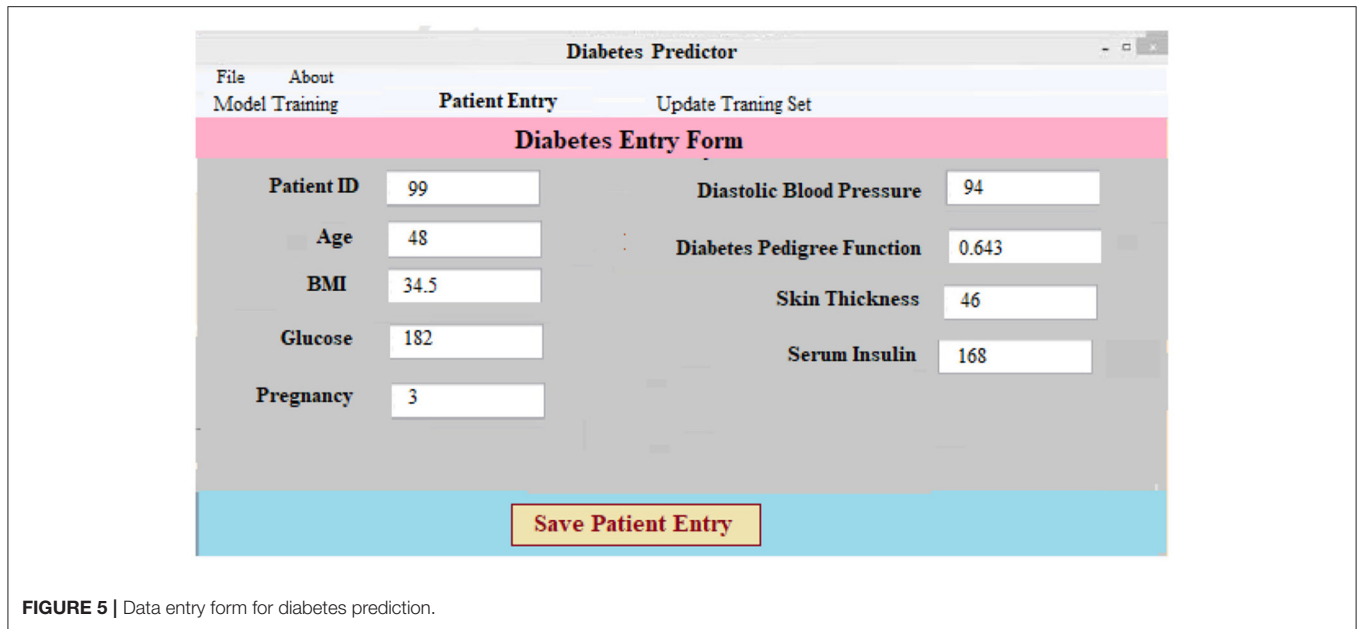 Diabetes Predictor
File About
Model Training Patient Entry Update Traning Set
Diabetes Entry Form
Patient ID 99
Age 48
BMI 34.5
Glucose 182
Pregnancy 3
Diastolic Blood Pressure 94
Diabetes Pedigree Function 0.643
Skin Thickness 46
Serum Insulin 168
Save Patient Entry
FIGURE 5 | Data entry form for diabetes prediction.